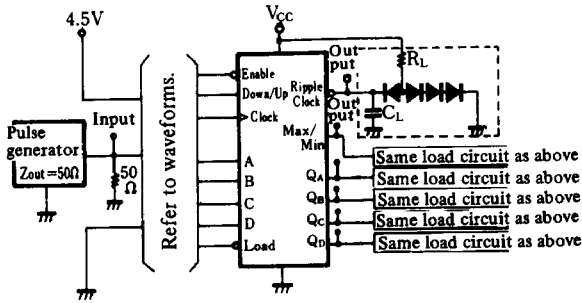 4.5V
VCC
Out
put
RL
Enable
Dowa/Up
Clock
Ripple
Clock
Out
put
CL
Max/
Min
Input
Pulse
generator
Zout=50Ω
50
Ω
Refer to waveforms.
A
B
C
D
Load
QA
QB
QC
QD
Same load circuit as above
Same load circuit as above
Same load circuit as above
Same load circuit as above
Same load circuit as above